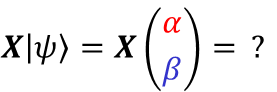 X|ψ⟩ = X(α β) = ?